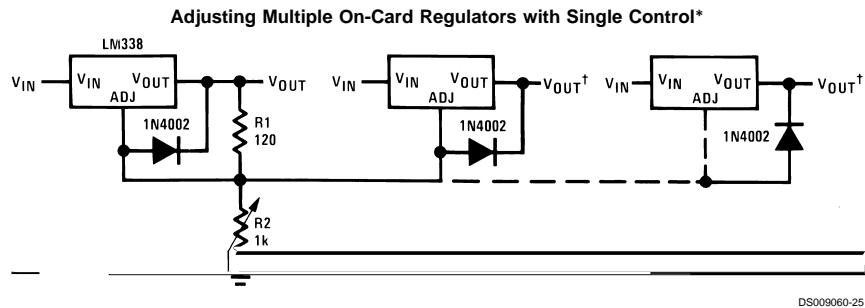 Adjusting Multiple On-Card Regulators with Single Control*
LM338
VIN VIN VOUT VOUT
ADJ
1N4002
R1
120
R2
1k
VIN VIN VOUT VOUT†
ADJ
1N4002
VIN VIN VOUT VOUT†
ADJ
1N4002
DS009060-25